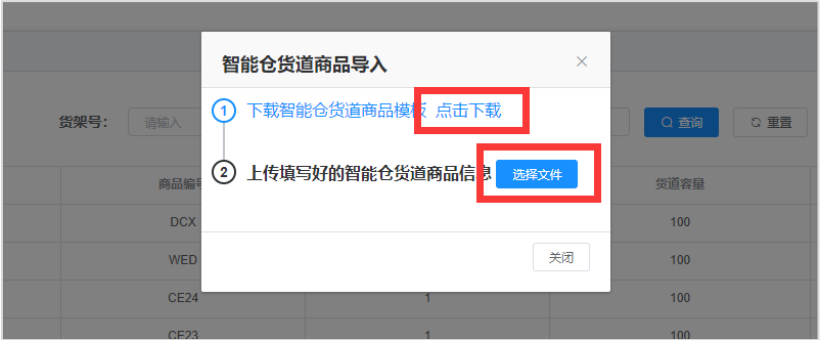 智能仓货道商品导入 ×
1 下载智能仓货道商品模板 点击下载
货架号： 请输入 查询 重置
2 上传填写好的智能仓货道商品信息 选择文件
商品编号 货道容量
DCX 100
WED 100
关闭
CE24 1 100
CE23 1 100